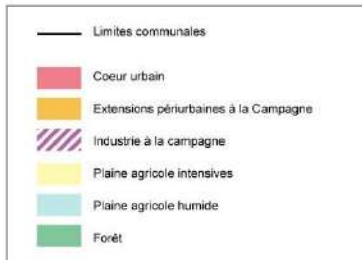 Limites communales
Coeur urbain
Extensions périurbaines à la Campagne
Industrie à la campagne
Plaine agricole intensives
Plaine agricole humide
Forêt